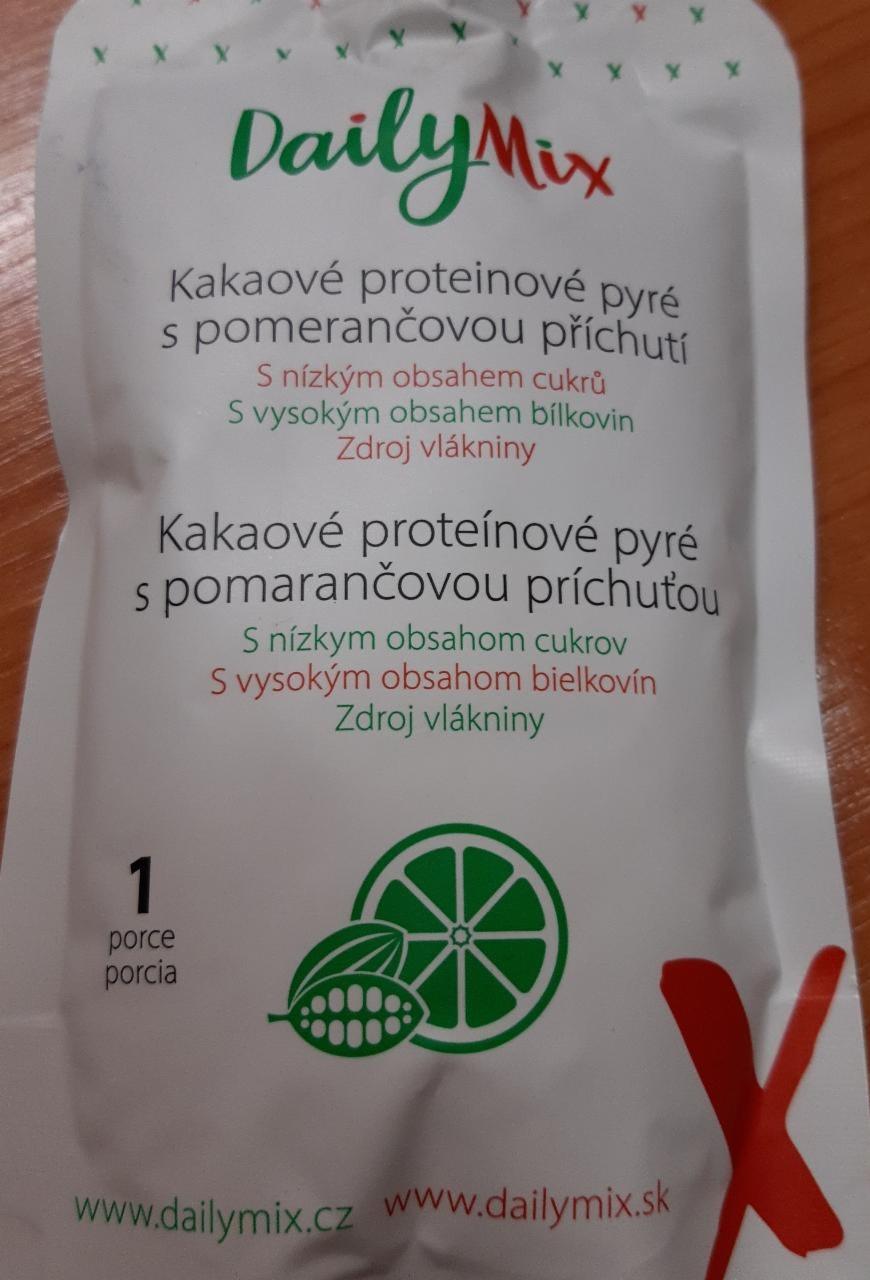 DailyMix
Kakaové proteinové pyré
s pomerančovou příchutí
S nízkým obsahem cukrů
S vysokým obsahem bílkovin
Zdroj vlákniny
Kakaové proteínové pyré
s pomarančovou príchuťou
S nízkym obsahom cukrov
S vysokým obsahom bielkovín
Zdroj vlákniny
1
porce
porcia
www.dailymix.cz www.dailymix.sk